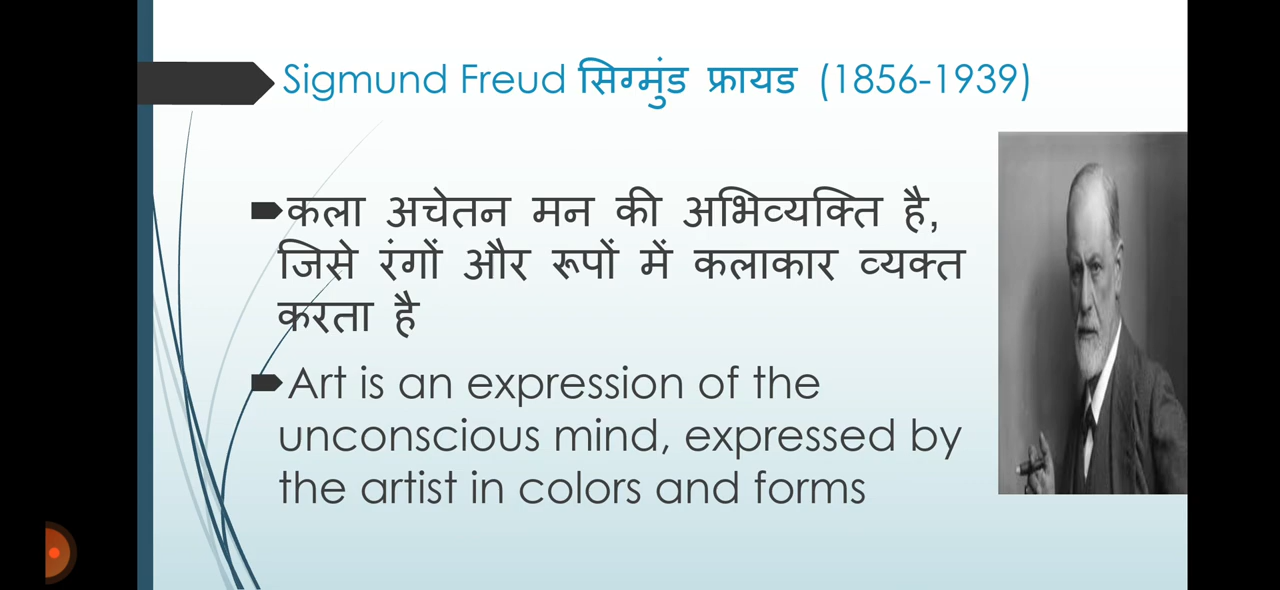 Sigmund Freud सिग्मुंड फ्रायड (1856-1939)
कला अचेतन मन की अभिव्यक्ति है,
जिसे रंगों और रूपों में कलाकार व्यक्त
करता है
Art is an expression of the
unconscious mind, expressed by
the artist in colors and forms